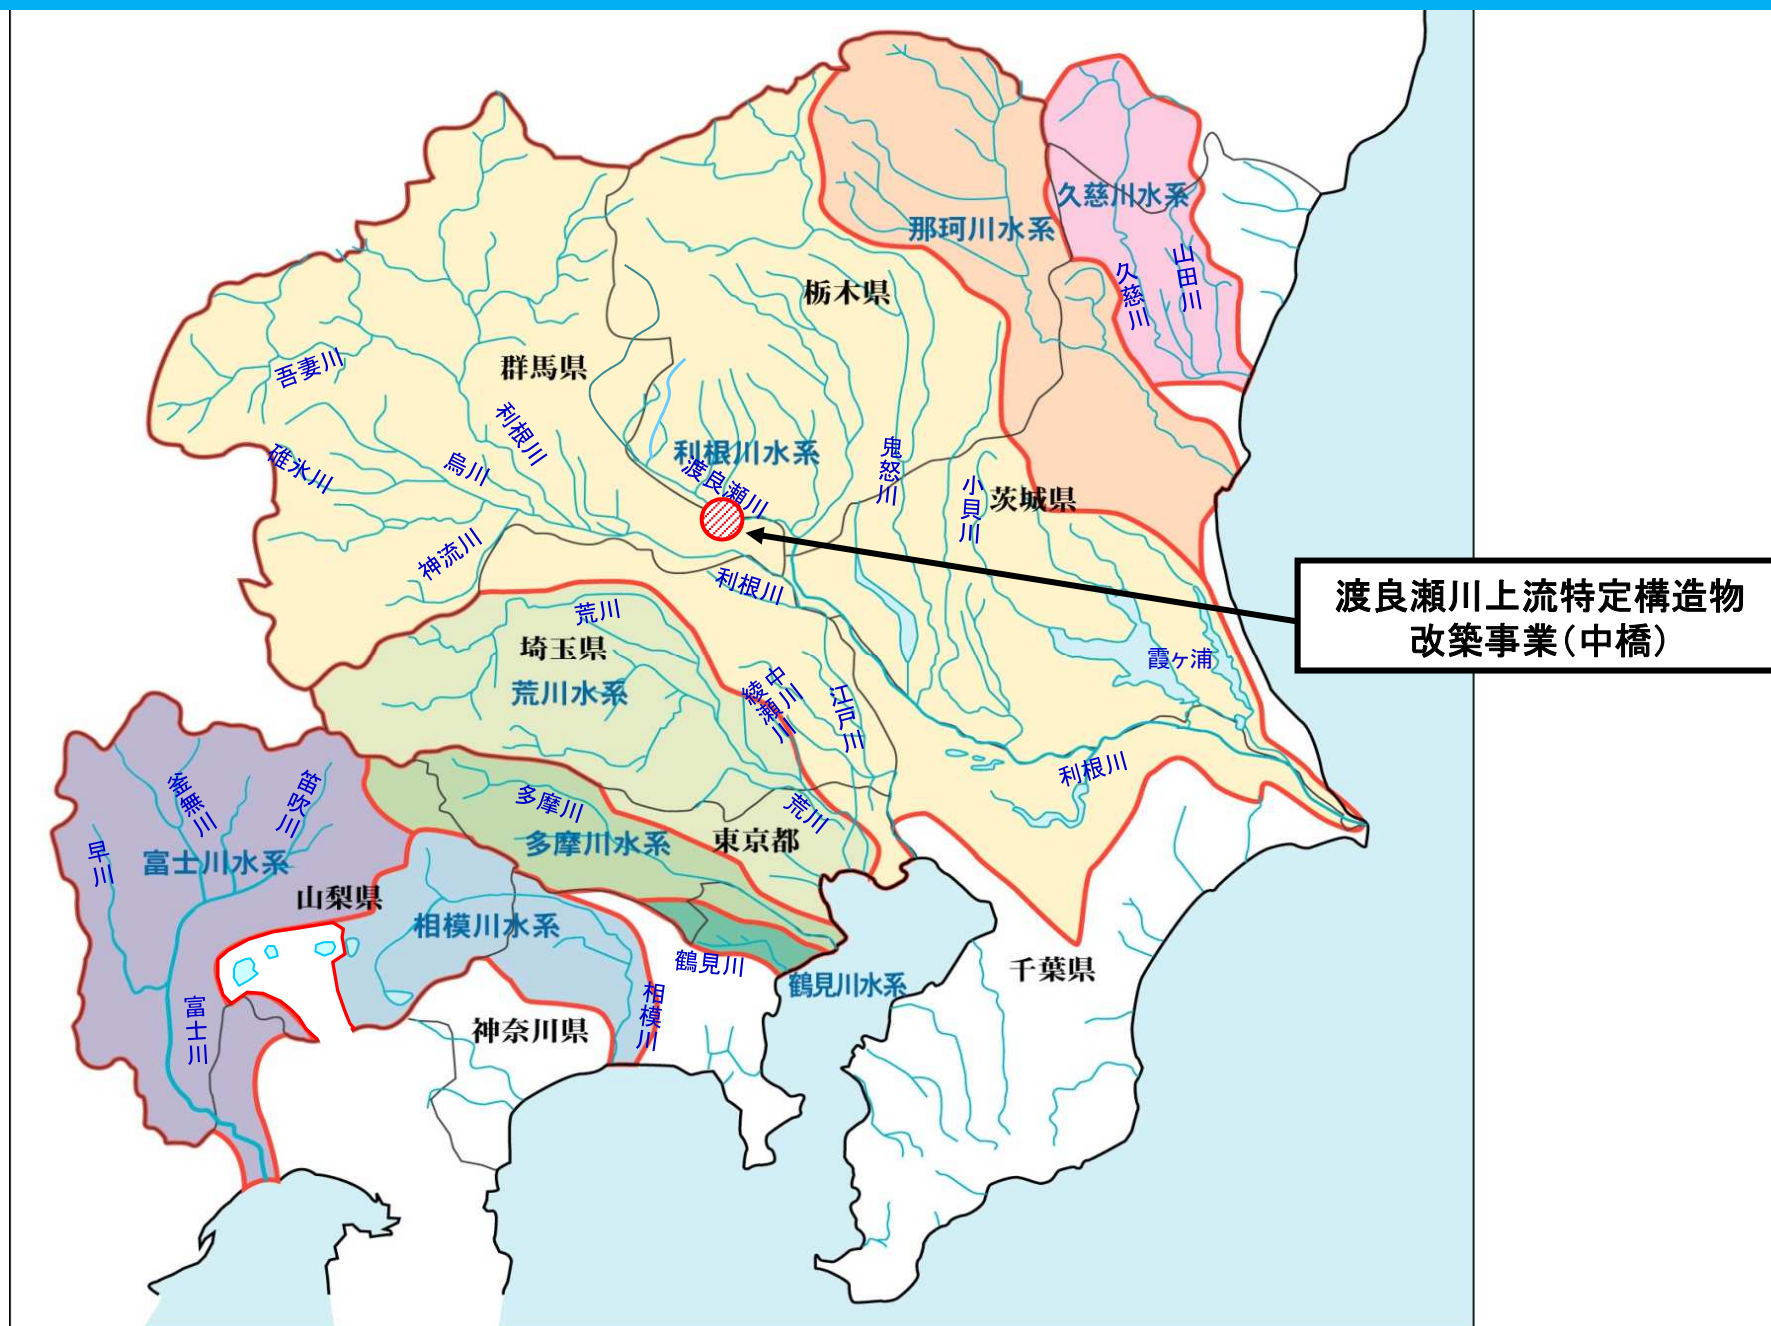 久慈川水系
那珂川水系
久慈川
山田川
栃木県
群馬県
吾妻川
利根川
利根川水系
鬼怒川
碓氷川
烏川
渡良瀬川
小貝川
茨城県
神流川
利根川
渡良瀬川上流特定構造物
改築事業（中橋）
荒川
埼玉県
荒川水系
霞ヶ浦
綾瀬川
中川
江戸川
利根川
釜無川
笛吹川
多摩川
荒川
早川
富士川水系
多摩川水系
東京都
山梨県
相模川水系
鶴見川
鶴見川水系
千葉県
富士川
相模川
神奈川県